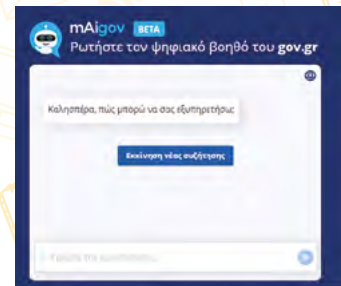 mAigov BETA
Ρωτήστε τον ψηφιακό βοηθό του gov.gr
Καλησπέρα, πώς μπορώ να σας εξυπηρετήσω;
Εκκίνηση νέας συζήτησης